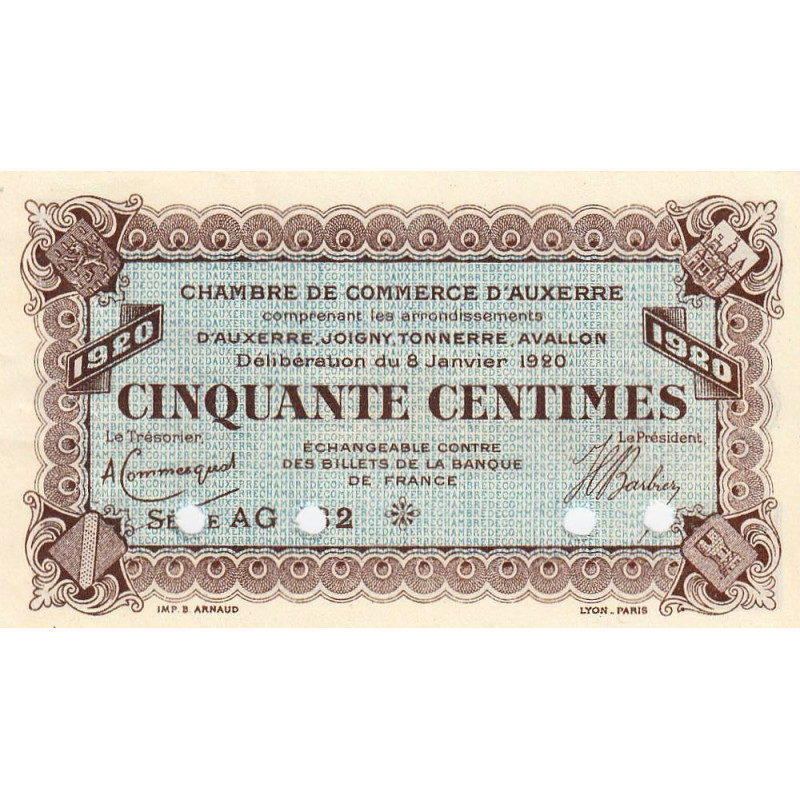 CHAMBRE DE COMMERCE D'AUXERRE
comprenant les arrondissements
D'AUXERRE, JOIGNY, TONNERRE, AVALLON
Délibération du 8 Janvier 1920
1920
1920
CINQUANTE CENTIMES
Le Trésorier,
Le Président,
ÉCHANGEABLE CONTRE
DES BILLETS DE LA BANQUE
DE FRANCE
AG
IMP. B. ARNAUD
LYON - PARIS